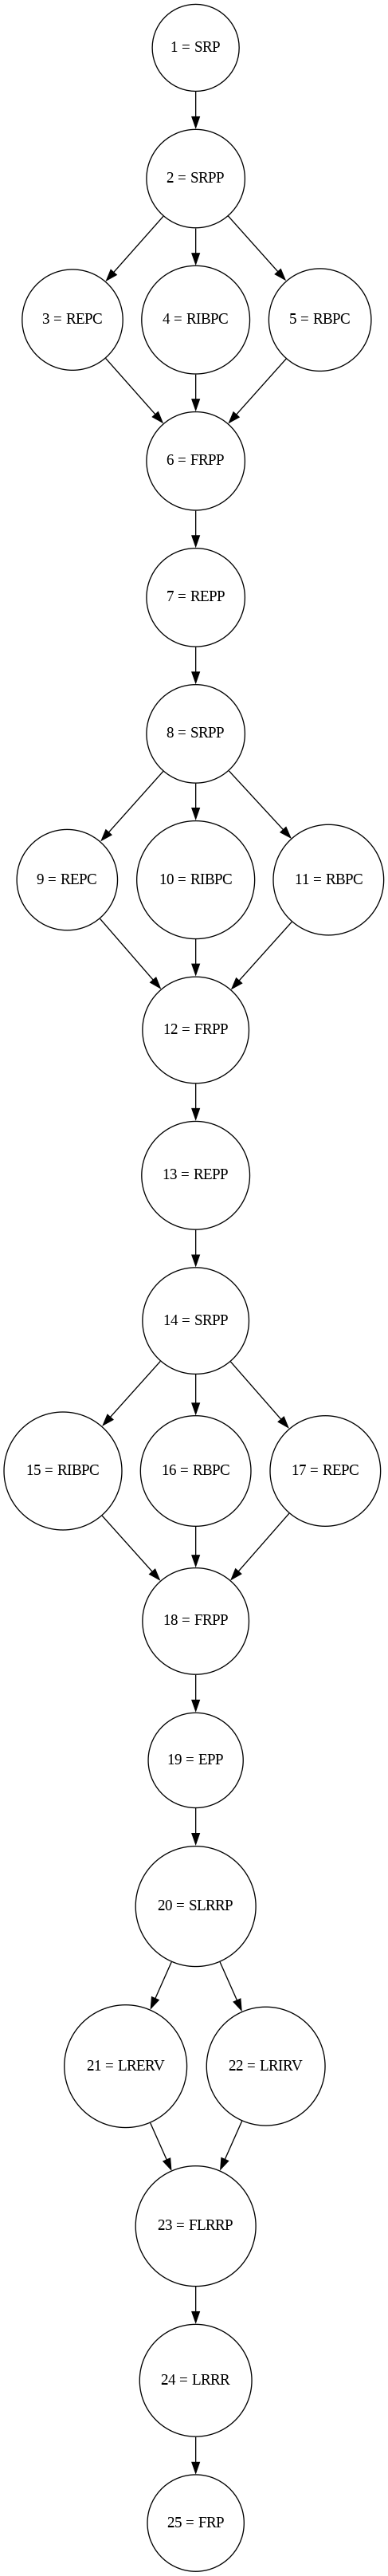 1 = SRP
2 = SRPP
3 = REPC
4 = RIBPC
5 = RBPC
6 = FRPP
7 = REPP
8 = SRPP
9 = REPC
10 = RIBPC
11 = RBPC
12 = FRPP
13 = REPP
14 = SRPP
15 = RIBPC
16 = RBPC
17 = REPC
18 = FRPP
19 = EPP
20 = SLRRP
21 = LRERV
22 = LRIRV
23 = FLRRP
24 = LRRR
25 = FRP